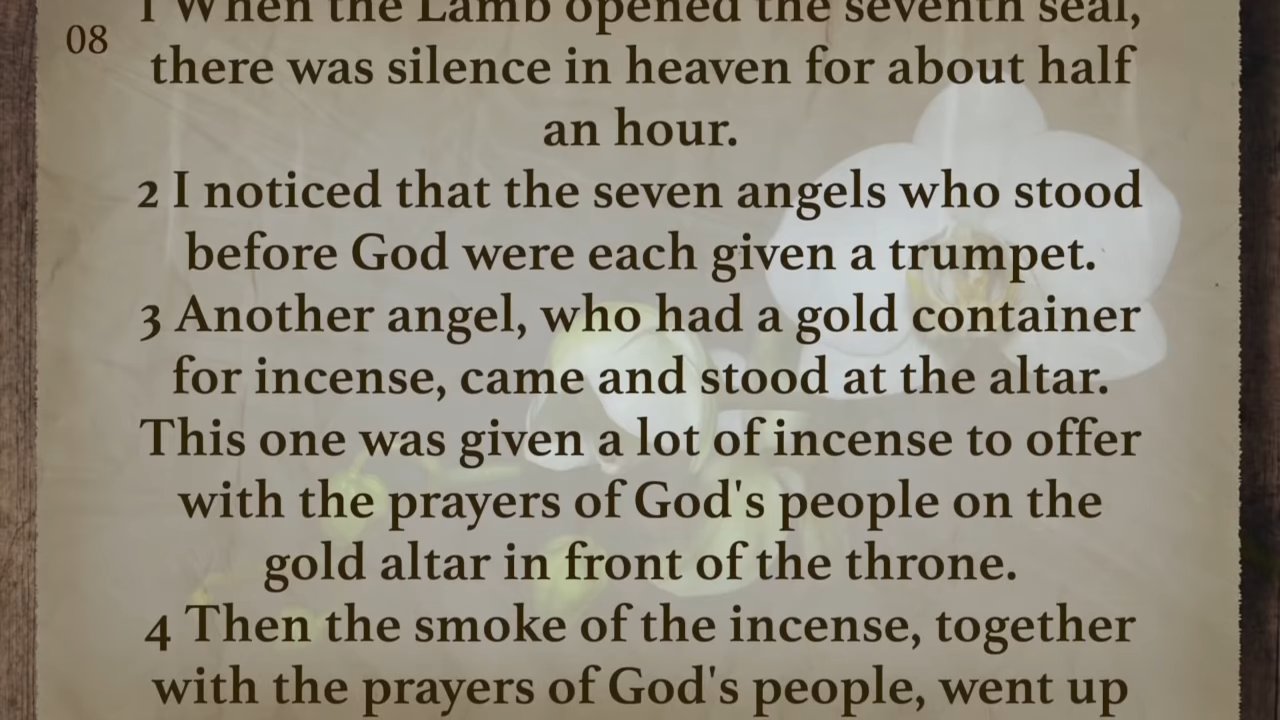 1 When the Lamb opened the seventh seal,
08
there was silence in heaven for about half
an hour.
2 I noticed that the seven angels who stood
before God were each given a trumpet.
3 Another angel, who had a gold container
for incense, came and stood at the altar.
This one was given a lot of incense to offer
with the prayers of God's people on the
gold altar in front of the throne.
4 Then the smoke of the incense, together
with the prayers of God's people, went up